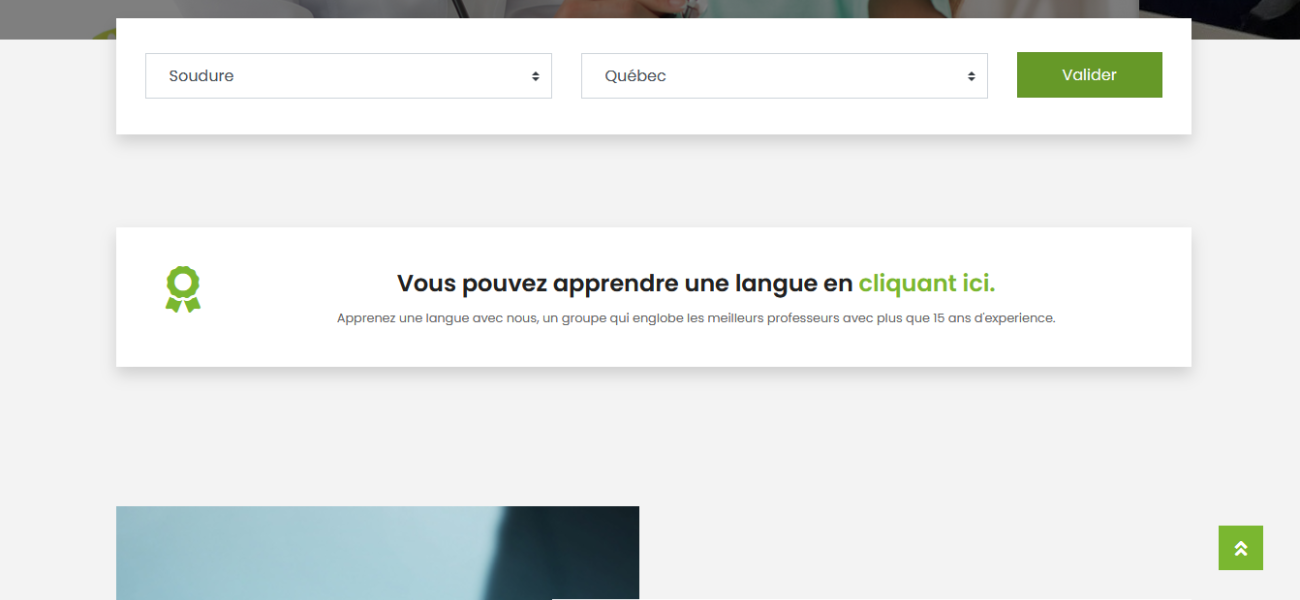 Soudure
Québec
Valider
Vous pouvez apprendre une langue en cliquant ici.
Apprenez une langue avec nous, un groupe qui englobe les meilleurs professeurs avec plus que 15 ans d'experience.